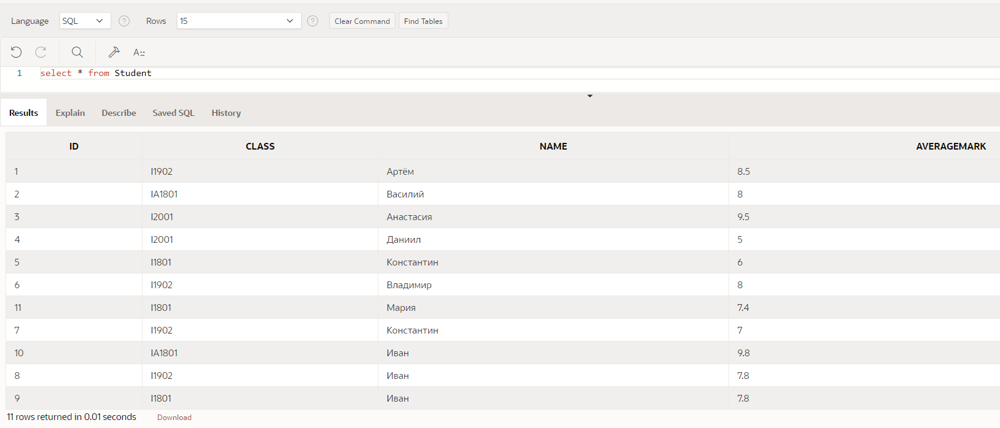 Language SQL ? Rows 15 ? Clear Command Find Tables
A::
1 select * from Student
Results Explain Describe Saved SQL History
ID CLASS NAME AVERAGEMARK
1 I1902 Артём 8.5
2 IA1801 Василий 8
3 I2001 Анастасия 9.5
4 I2001 Даниил 5
5 I1801 Константин 6
6 I1902 Владимир 8
11 I1801 Мария 7.4
7 I1902 Константин 7
10 IA1801 Иван 9.8
8 I1902 Иван 7.8
9 I1801 Иван 7.8
11 rows returned in 0.01 seconds Download